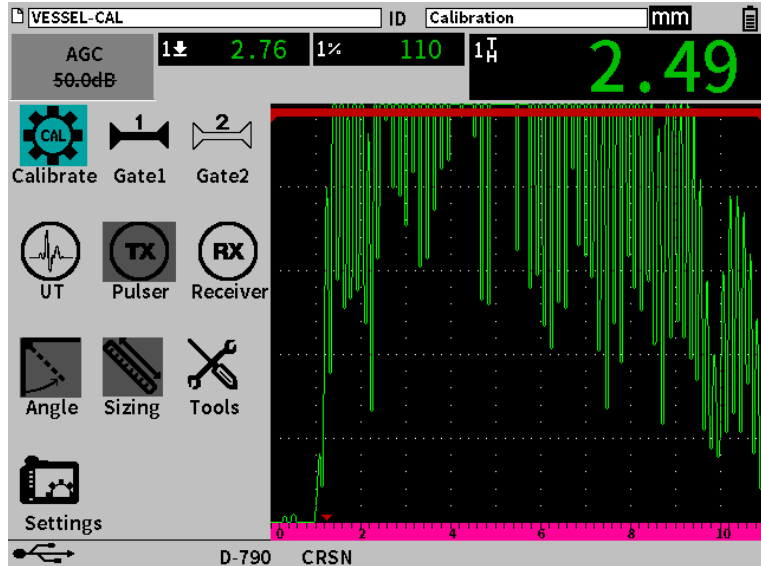 VESSEL-CAL ID Calibration mm
AGC 1 2.76 1% 110 1 TH 2.49
50.0dB
CAL 1 2
Calibrate Gate1 Gate2
TX RX
UT Pulser Receiver
Angle Sizing Tools
Settings
0 2 4 6 8 10
D-790 CRSN